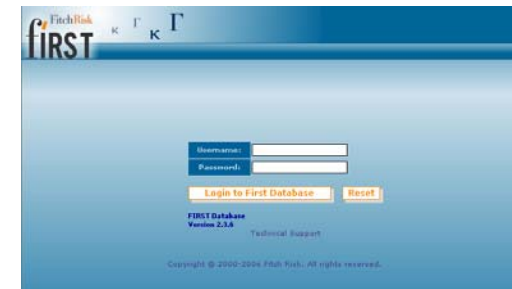 FitchRisk
FIRST
κ Γ κ Γ
Username:
Password:
Login to First Database Reset
FIRST Database
Version 2.3.6
Technical Support
Copyright @ 2000-2006 Fitch Risk. All rights reserved.